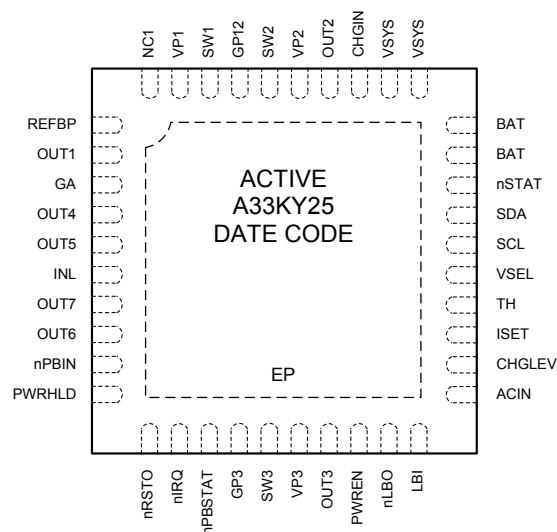 NC1
VP1
SW1
GP12
SW2
VP2
OUT2
CHGIN
VSYS
VSYS
REFBP
OUT1
GA
OUT4
OUT5
INL
OUT7
OUT6
nPBIN
PWRHLD
ACTIVE
A33KY25
DATE CODE
EP
BAT
BAT
nSTAT
SDA
SCL
VSEL
TH
ISET
CHGLEV
ACIN
nRSTO
nIRQ
nPBSTAT
GP3
SW3
VP3
OUT3
PWREN
nLBO
LBI